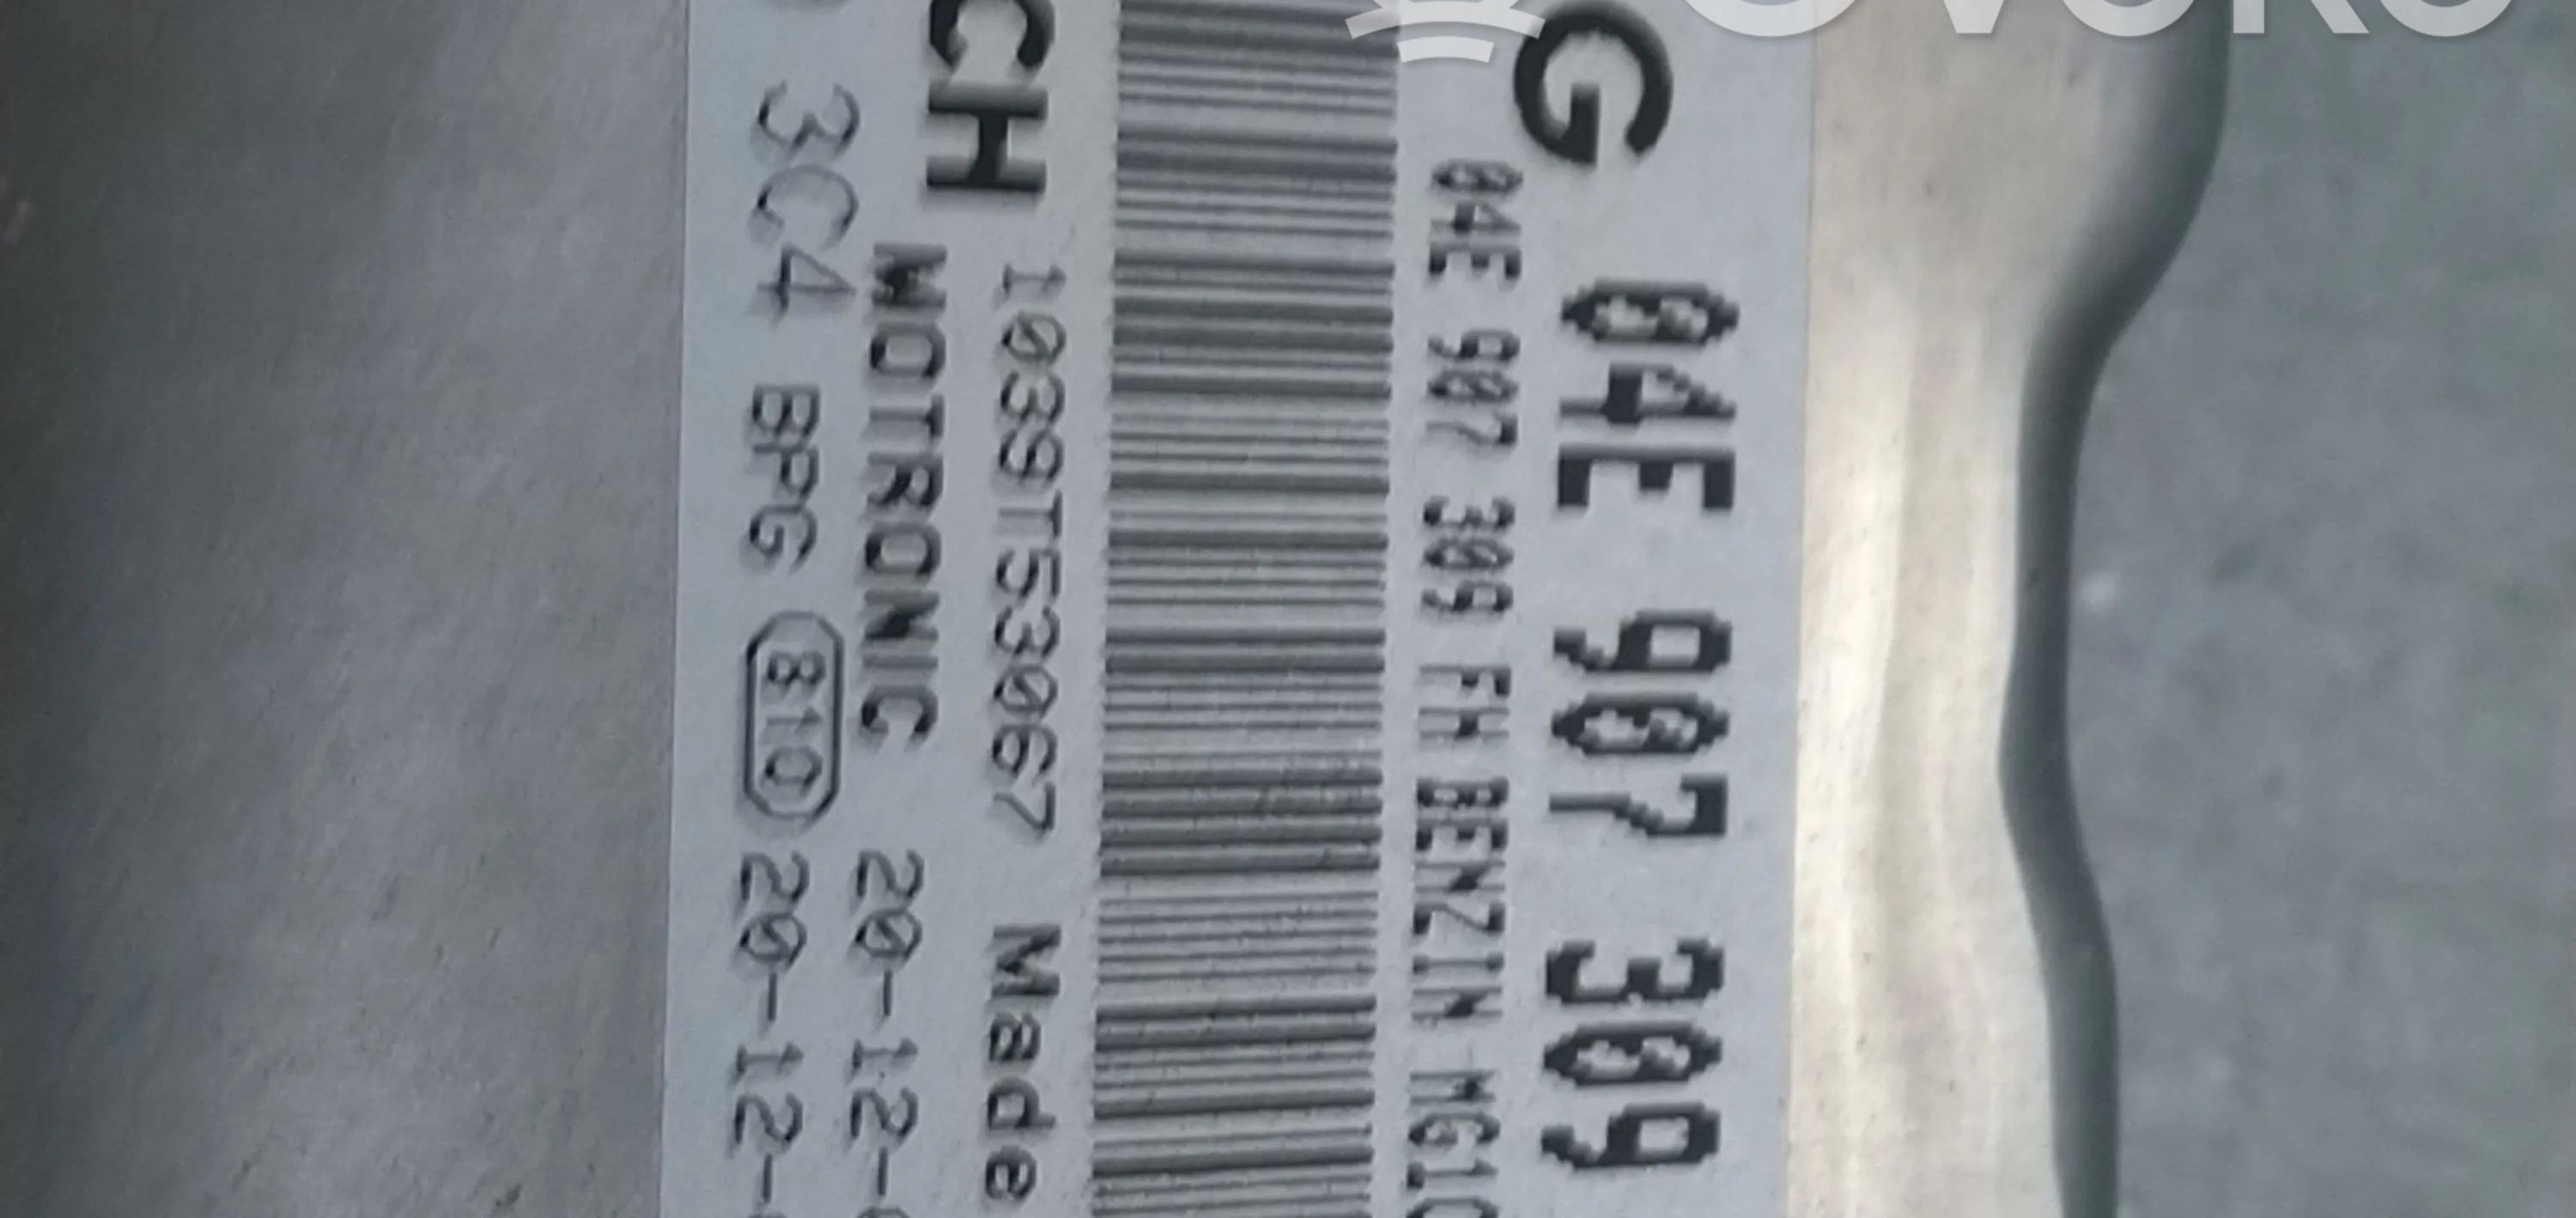 G 04E 907 309
04E 907 309 FH BENZIN MG1
CH 1039T53067 Made
MOTRONIC 20-12-
3C4 BPG 810 20-12-